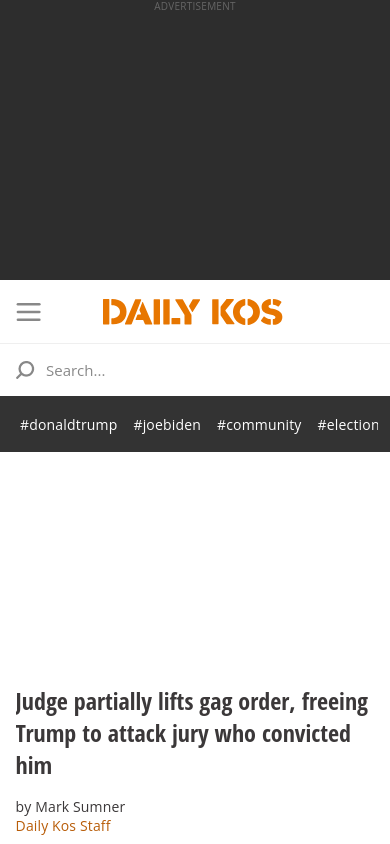 ADVERTISEMENT
DAILY KOS
Search...
#donaldtrump #joebiden #community #election
Judge partially lifts gag order, freeing
Trump to attack jury who convicted
him
by Mark Sumner
Daily Kos Staff